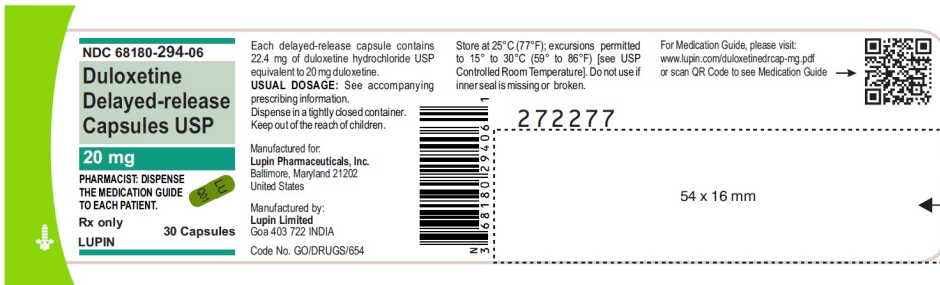 NDC 68180-294-06
Duloxetine
Delayed-release
Capsules USP
20 mg
PHARMACIST: DISPENSE
THE MEDICATION GUIDE
TO EACH PATIENT.
LU
Q01
Rx only
30 Capsules
LUPIN
Each delayed-release capsule contains
22.4 mg of duloxetine hydrochloride USP
equivalent to 20 mg duloxetine.
USUAL DOSAGE: See accompanying
prescribing information.
Dispense in a tightly closed container.
Keep out of the reach of children.
Manufactured for:
Lupin Pharmaceuticals, Inc.
Baltimore, Maryland 21202
United States
Manufactured by:
Lupin Limited
Goa 403 722 INDIA
Code No. GO/DRUGS/654
Store at 25°C (77°F); excursions permitted
to 15° to 30°C (59° to 86°F) [see USP
Controlled Room Temperature]. Do not use if
inner seal is missing or broken.
N
3 68180 29406 1
272277
For Medication Guide, please visit:
www.lupin.com/duloxetinedrcap-mg.pdf
or scan QR Code to see Medication Guide
54 x 16 mm